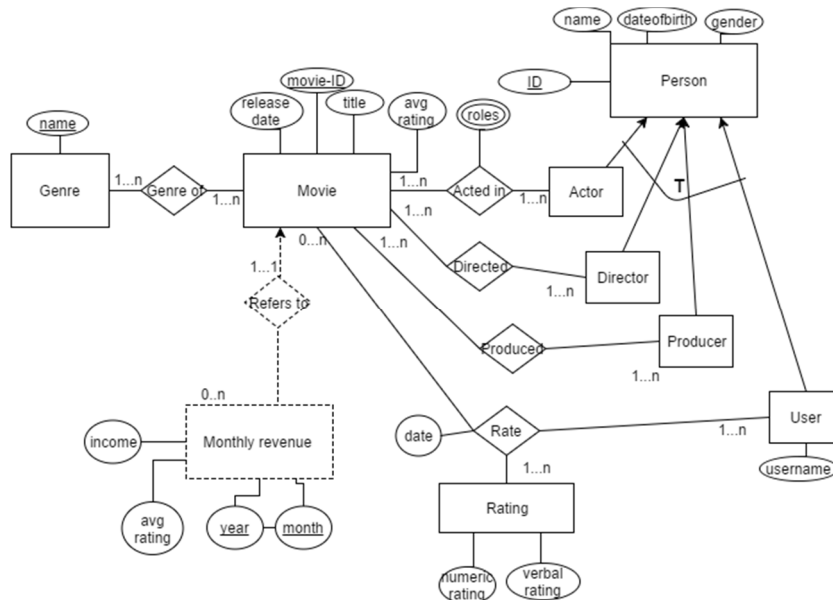 name
dateofbirth
gender
ID
Person
movie-ID
release
date
title
avg
rating
roles
name
Genre
1...n
Genre of
1...n
Movie
1...n
Acted in
1...n
Actor
T
1...n
Directed
1...n
Director
0...n
1...n
Produced
1...n
Producer
1...1
Refers to
0..n
Monthly revenue
income
avg
rating
year
month
date
Rate
1...n
User
username
1...n
Rating
numeric
rating
verbal
rating